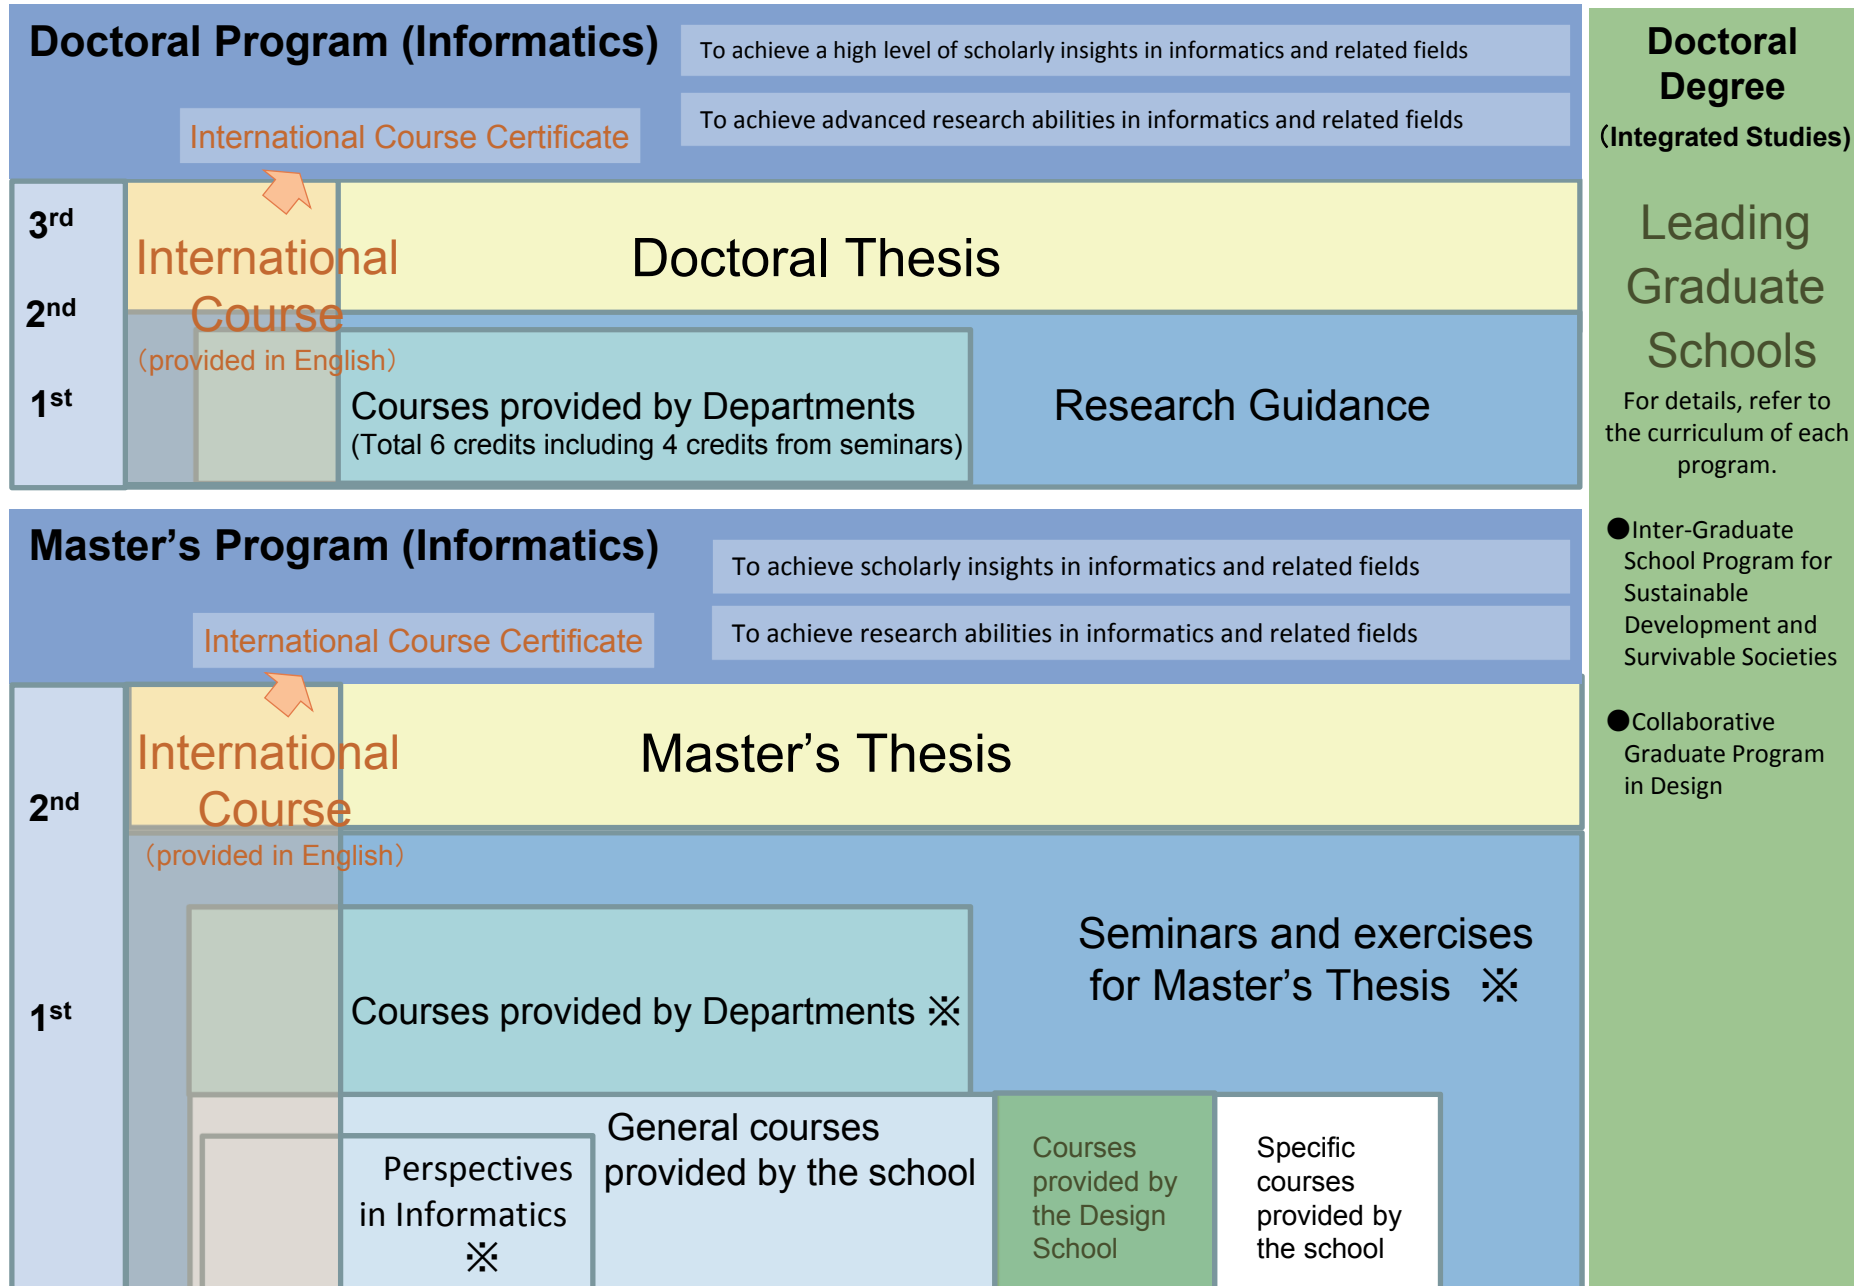 Doctoral Program (Informatics)
To achieve a high level of scholarly insights in informatics and related fields
To achieve advanced research abilities in informatics and related fields
International Course Certificate
3rd
2nd
1st
International
Course
（provided in English）
Doctoral Thesis
Courses provided by Departments
(Total 6 credits including 4 credits from seminars)
Research Guidance
Master’s Program (Informatics)
To achieve scholarly insights in informatics and related fields
To achieve research abilities in informatics and related fields
International Course Certificate
2nd
1st
International
Course
（provided in English）
Master’s Thesis
Seminars and exercises
for Master’s Thesis ※
Courses provided by Departments ※
General courses
provided by the school
Perspectives
in Informatics
※
Courses
provided by
the Design
School
Specific
courses
provided by
the school
Doctoral
Degree
（Integrated Studies)
Leading
Graduate
Schools
For details, refer to
the curriculum of each
program.
●Inter-Graduate
School Program for
Sustainable
Development and
Survivable Societies
●Collaborative
Graduate Program
in Design